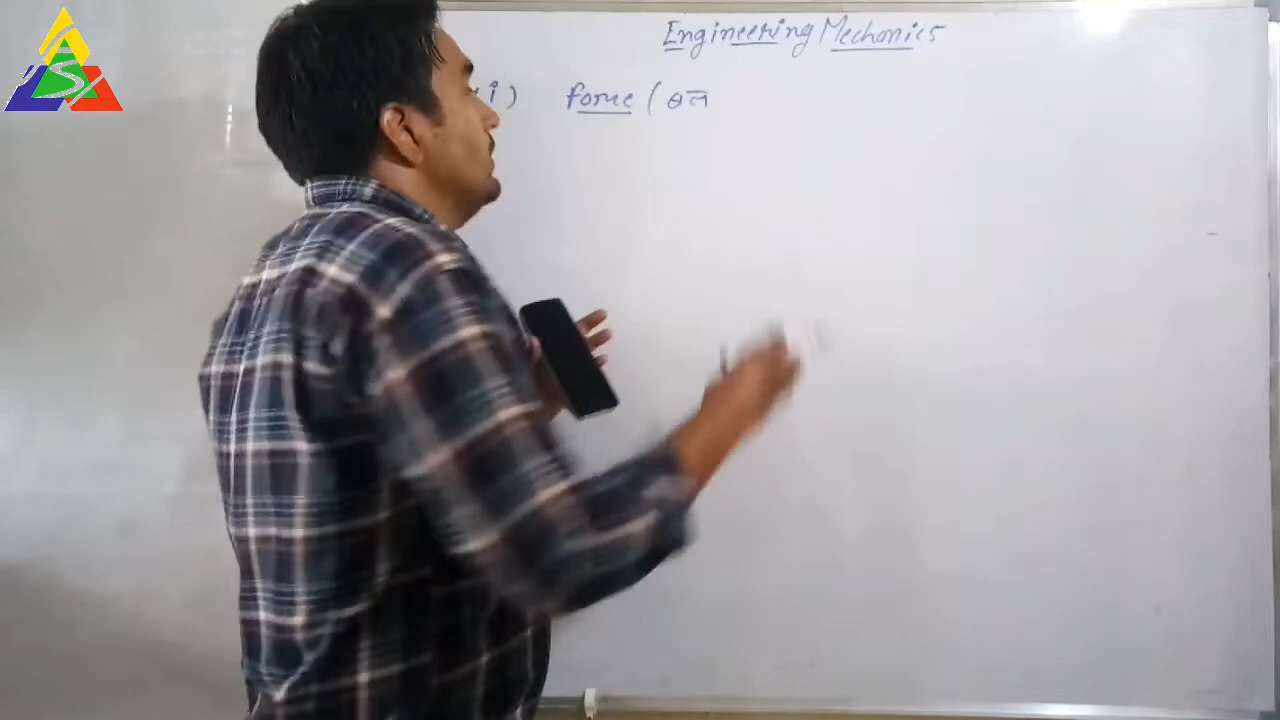 Engineering Mechanics
i) force (बल